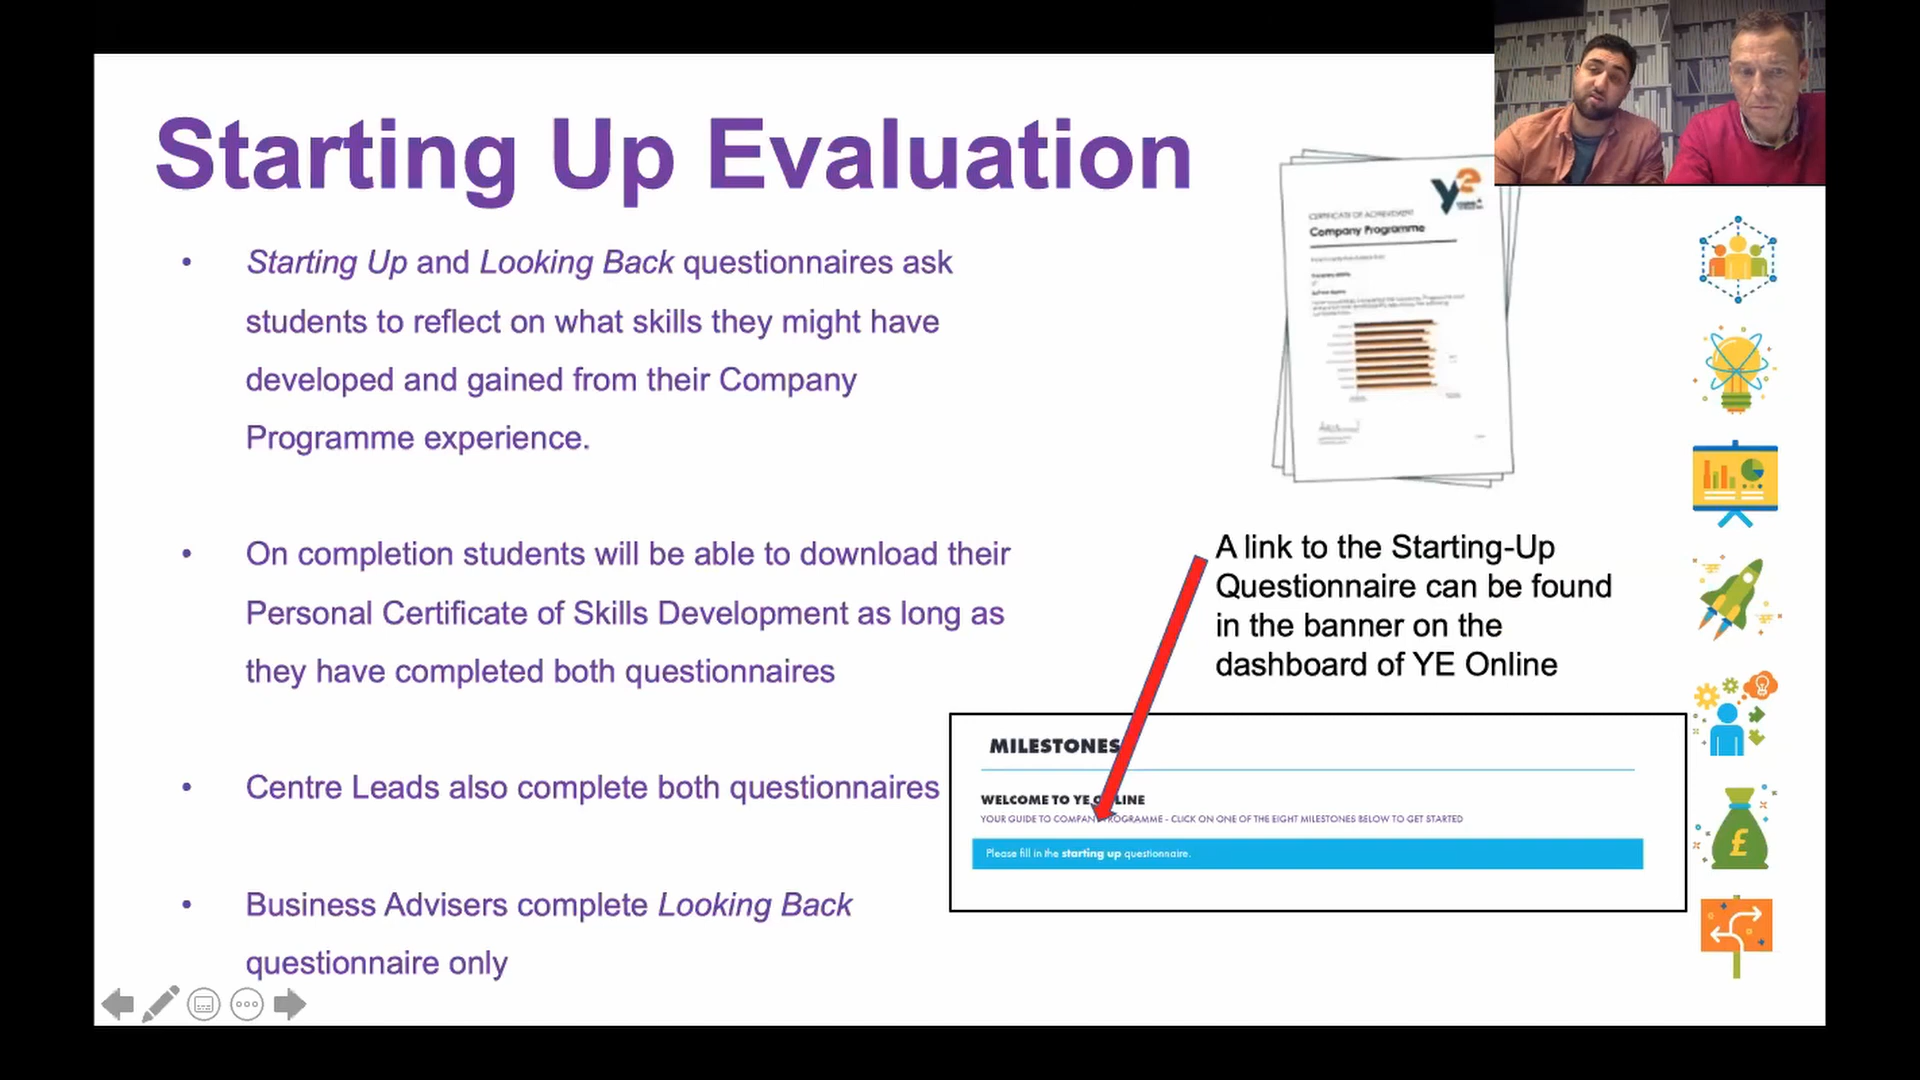 Starting Up Evaluation
Starting Up and Looking Back questionnaires ask
students to reflect on what skills they might have
developed and gained from their Company
Programme experience.
On completion students will be able to download their
Personal Certificate of Skills Development as long as
they have completed both questionnaires
Centre Leads also complete both questionnaires
Business Advisers complete Looking Back
questionnaire only
ye
CERTIFICATE OF ACHIEVEMENT
Company Programme
A link to the Starting-Up
Questionnaire can be found
in the banner on the
dashboard of YE Online
MILESTONES
WELCOME TO YE ONLINE
YOUR GUIDE TO COMPANY PROGRAMME - CLICK ON ONE OF THE EIGHT MILESTONES BELOW TO GET STARTED
Please fill in the starting up questionnaire.
£